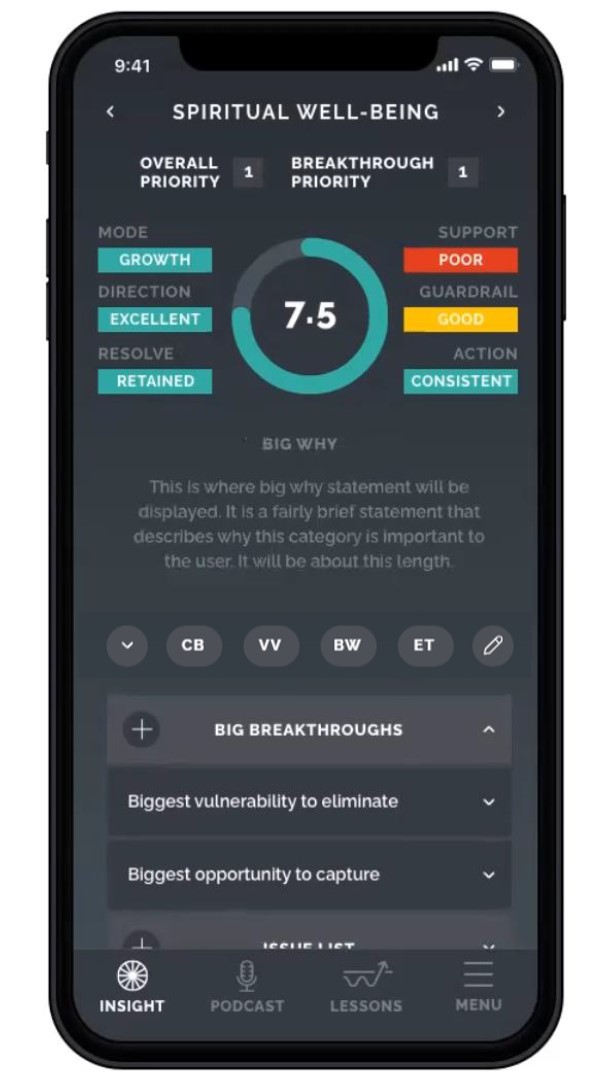 9:41
SPIRITUAL WELL-BEING
OVERALL PRIORITY 1
BREAKTHROUGH PRIORITY 1
MODE
GROWTH
DIRECTION
EXCELLENT
RESOLVE
RETAINED
7.5
SUPPORT
POOR
GUARDRAIL
GOOD
ACTION
CONSISTENT
BIG WHY
This is where big why statement will be
displayed. It is a fairly brief statement that
describes why this category is important to
the user. It will be about this length.
CB VV BW ET
BIG BREAKTHROUGHS
Biggest vulnerability to eliminate
Biggest opportunity to capture
ISSUE LIST
INSIGHT PODCAST LESSONS MENU